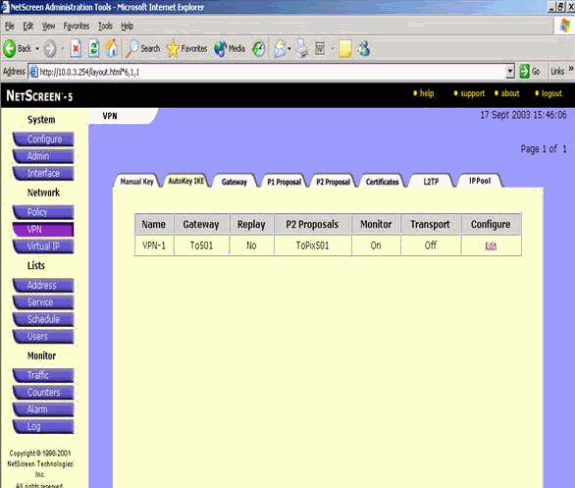 NetScreen Administration Tools - Microsoft Internet Explorer
File Edit View Favorites Tools Help
Back Search Favorites Media
Address http://10.0.3.254/layout.html*6,1,1 Go Links »
NETSCREEN-5
help support about logout
VPN
17 Sept 2003 15:46:06
Page 1 of 1
System
Configure
Admin
Interface
Network
Policy
VPN
Virtual IP
Lists
Address
Service
Schedule
Users
Monitor
Traffic
Counters
Alarm
Log
Copyright © 1998-2001
NetScreen Technologies
Inc.
All rights reserved
Manual Key AutoKey IKE Gateway P1 Proposal P2 Proposal Certificates L2TP IP Pool
Name Gateway Replay P2 Proposals Monitor Transport Configure
VPN-1 To501 No ToPix501 On Off Edit